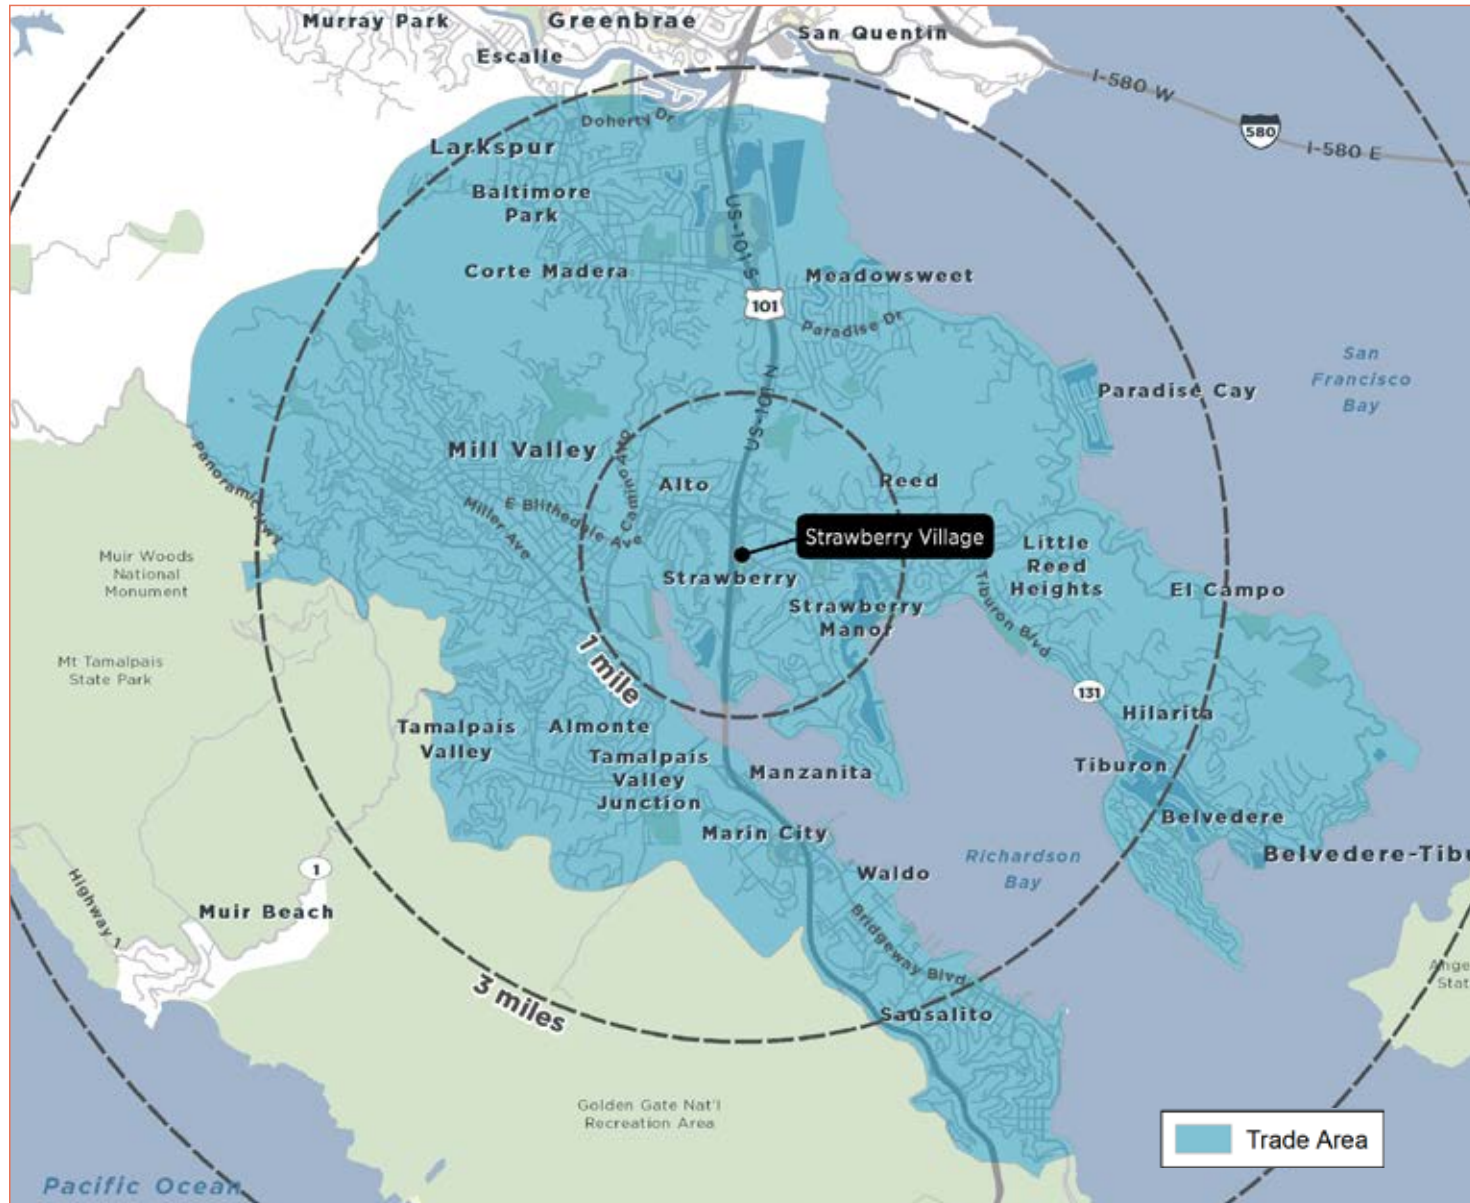 Murray Park
Greenbrae
San Quentin
Escalle
I-580 W
580
I-580 E
Doherty Dr
Larkspur
Baltimore
Park
US-101 S
Corte Madera
Meadowsweet
101
Paradise Dr
San
Francisco
Bay
Paradise Cay
US-101 N
Mill Valley
Camino Alto
Alto
Reed
Panoramic Hwy
Miller Ave
E Blithedale Ave
Strawberry Village
Muir Woods
National
Monument
Little
Reed
Heights
Strawberry
El Campo
Strawberry
Manor
Tiburon Blvd
Mt Tamalpais
State Park
1 mile
131
Hilarita
Tamalpais
Valley
Almonte
Tamalpais
Valley
Junction
Manzanita
Tiburon
Marin City
Belvedere
Belvedere-Tibu
Richardson
Bay
Waldo
1
Highway 1
Muir Beach
Bridgeway Blvd
Ange
Stat
3 miles
Sausalito
Golden Gate Nat'l
Recreation Area
Trade Area
Pacific Ocean